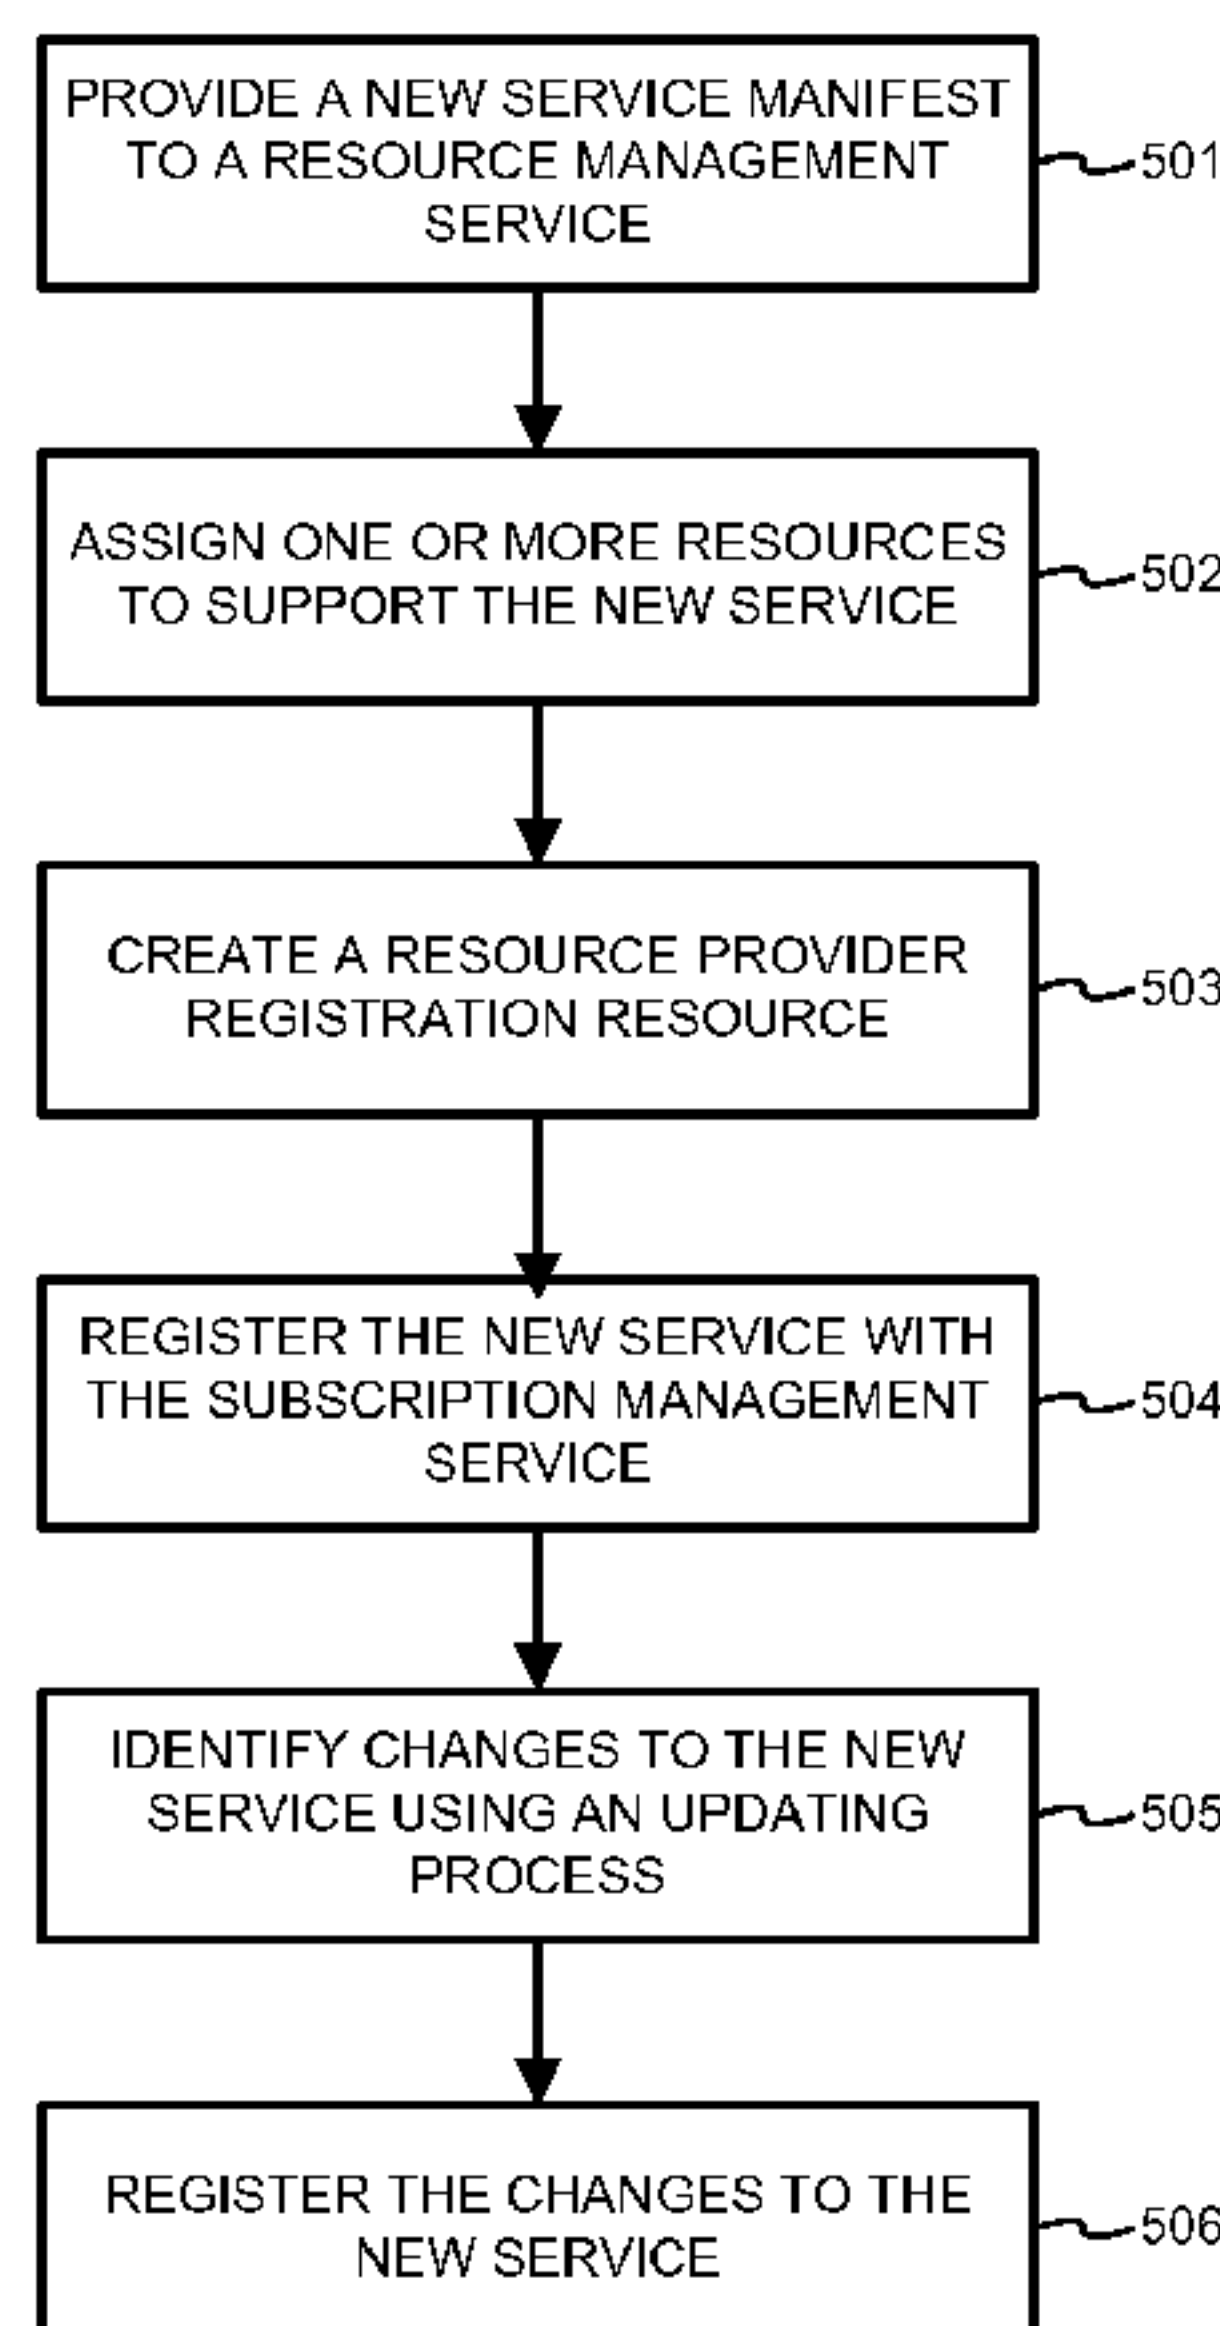 PROVIDE A NEW SERVICE MANIFEST
TO A RESOURCE MANAGEMENT
SERVICE
501
ASSIGN ONE OR MORE RESOURCES
TO SUPPORT THE NEW SERVICE
502
CREATE A RESOURCE PROVIDER
REGISTRATION RESOURCE
503
REGISTER THE NEW SERVICE WITH
THE SUBSCRIPTION MANAGEMENT
SERVICE
504
IDENTIFY CHANGES TO THE NEW
SERVICE USING AN UPDATING
PROCESS
505
REGISTER THE CHANGES TO THE
NEW SERVICE
506